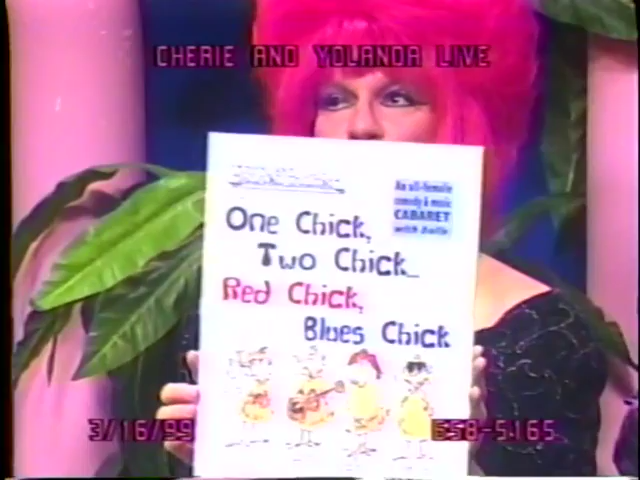 CHERIE AND YOLANDA LIVE
An all-female
comedy & music
CABARET
One Chick,
Two Chick
Red Chick,
Blues Chick
3/16/99
558-5165